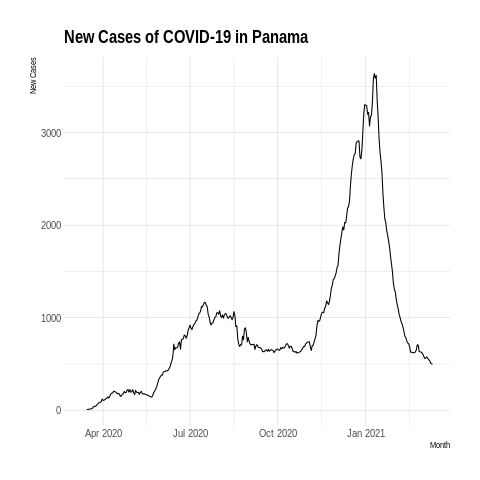 New Cases of COVID-19 in Panama
New Cases
3000
2000
1000
0
Apr 2020
Jul 2020
Oct 2020
Jan 2021
Month